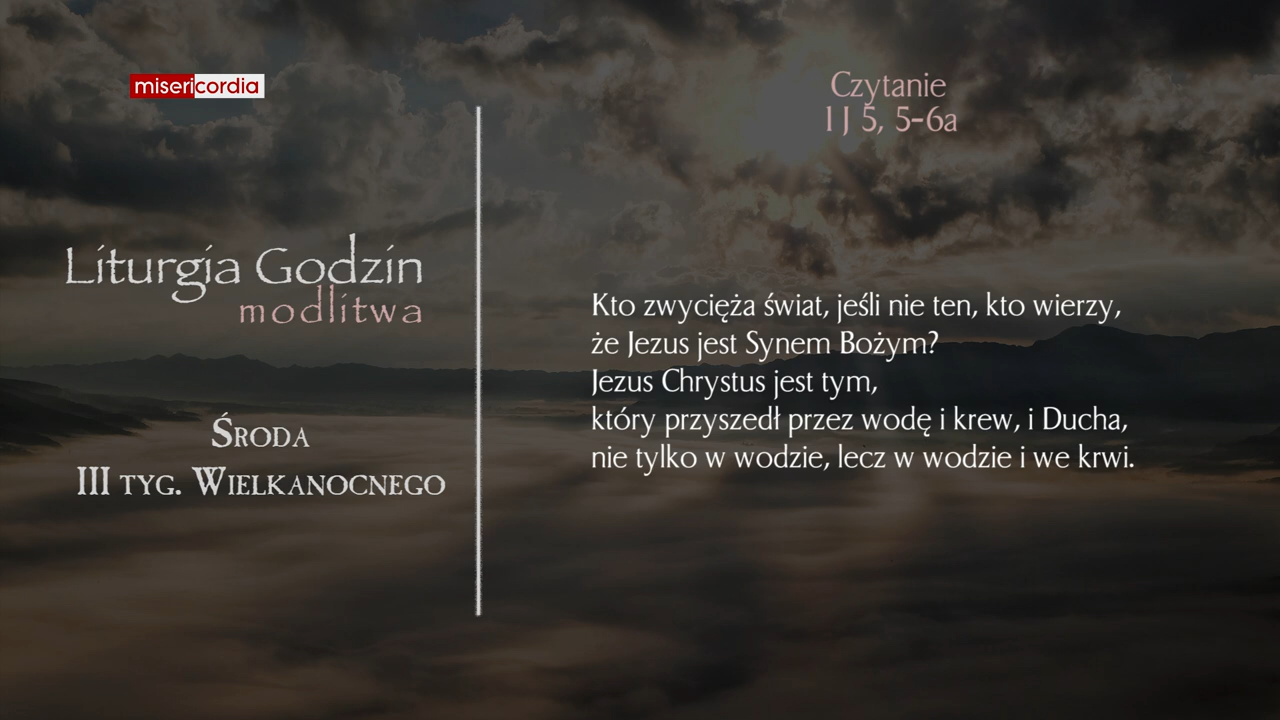 misericordia
Liturgia Godzin
modlitwa
Środa
III tyg. Wielkanocnego
Czytanie
1 J 5, 5-6a
Kto zwycięża świat, jeśli nie ten, kto wierzy,
że Jezus jest Synem Bożym?
Jezus Chrystus jest tym,
który przyszedł przez wodę i krew, i Ducha,
nie tylko w wodzie, lecz w wodzie i we krwi.